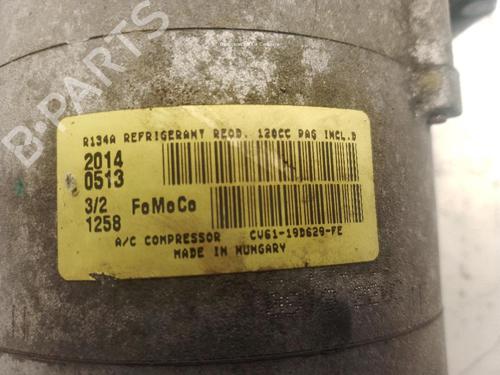 R134A REFRIGERANT REQD. 120CC PAG INCL.D
2014
0513
3/2 FoMoCo
1258
A/C COMPRESSOR CV61-19D629-FE
MADE IN HUNGARY
B-PARTS